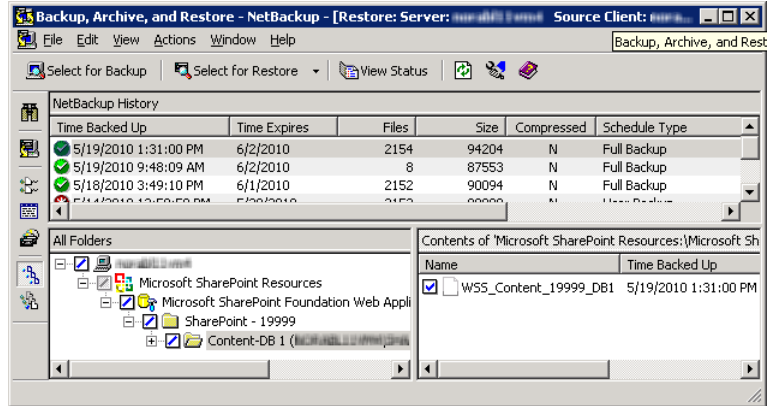 Backup, Archive, and Restore - NetBackup - [Restore: Server: Source Client:
File Edit View Actions Window Help
Backup, Archive, and Rest
Select for Backup Select for Restore View Status
NetBackup History
Time Backed Up Time Expires Files Size Compressed Schedule Type
5/19/2010 1:31:00 PM 6/2/2010 2154 94204 N Full Backup
5/19/2010 9:48:09 AM 6/2/2010 8 87553 N Full Backup
5/18/2010 3:49:10 PM 6/1/2010 2152 90094 N Full Backup
All Folders
Contents of 'Microsoft SharePoint Resources:\Microsoft Sh
Name Time Backed Up
Microsoft SharePoint Resources
WSS_Content_19999_DB1 5/19/2010 1:31:00 PM
Microsoft SharePoint Foundation Web Appli
SharePoint - 19999
Content-DB 1 (